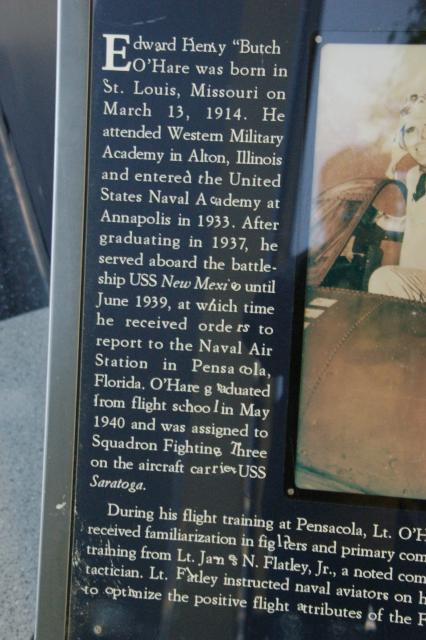 Edward Henry "Butch
O'Hare was born in
St. Louis, Missouri on
March 13, 1914. He
attended Western Military
Academy in Alton, Illinois
and entered the United
States Naval Academy at
Annapolis in 1933. After
graduating in 1937, he
served aboard the battle-
ship USS New Mexico until
June 1939, at which time
he received orders to
report to the Naval Air
Station in Pensacola,
Florida. O'Hare graduated
from flight school in May
1940 and was assigned to
Squadron Fighting Three
on the aircraft carrier USS
Saratoga.
During his flight training at Pensacola, Lt. O'H
received familiarization in fighters and primary com
training from Lt. James N. Flatley, Jr., a noted com
tactician. Lt. Flatley instructed naval aviators on h
to optimize the positive flight attributes of the F